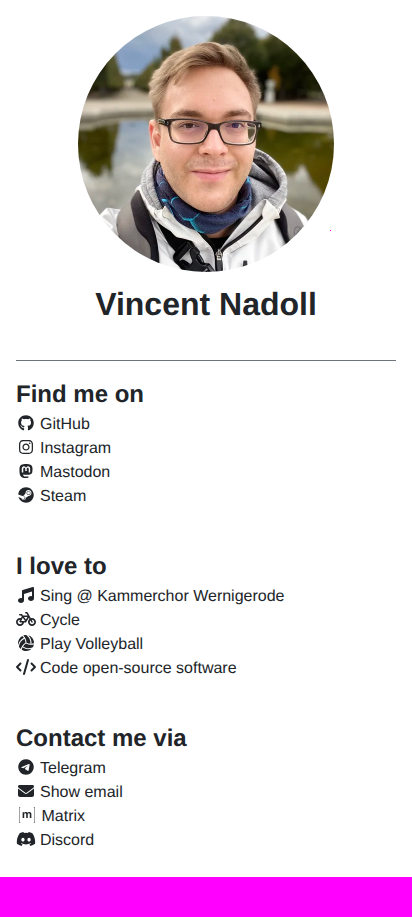 Vincent Nadoll
Find me on
GitHub
Instagram
Mastodon
Steam
I love to
Sing @ Kammerchor Wernigerode
Cycle
Play Volleyball
Code open-source software
Contact me via
Telegram
Show email
[m] Matrix
Discord